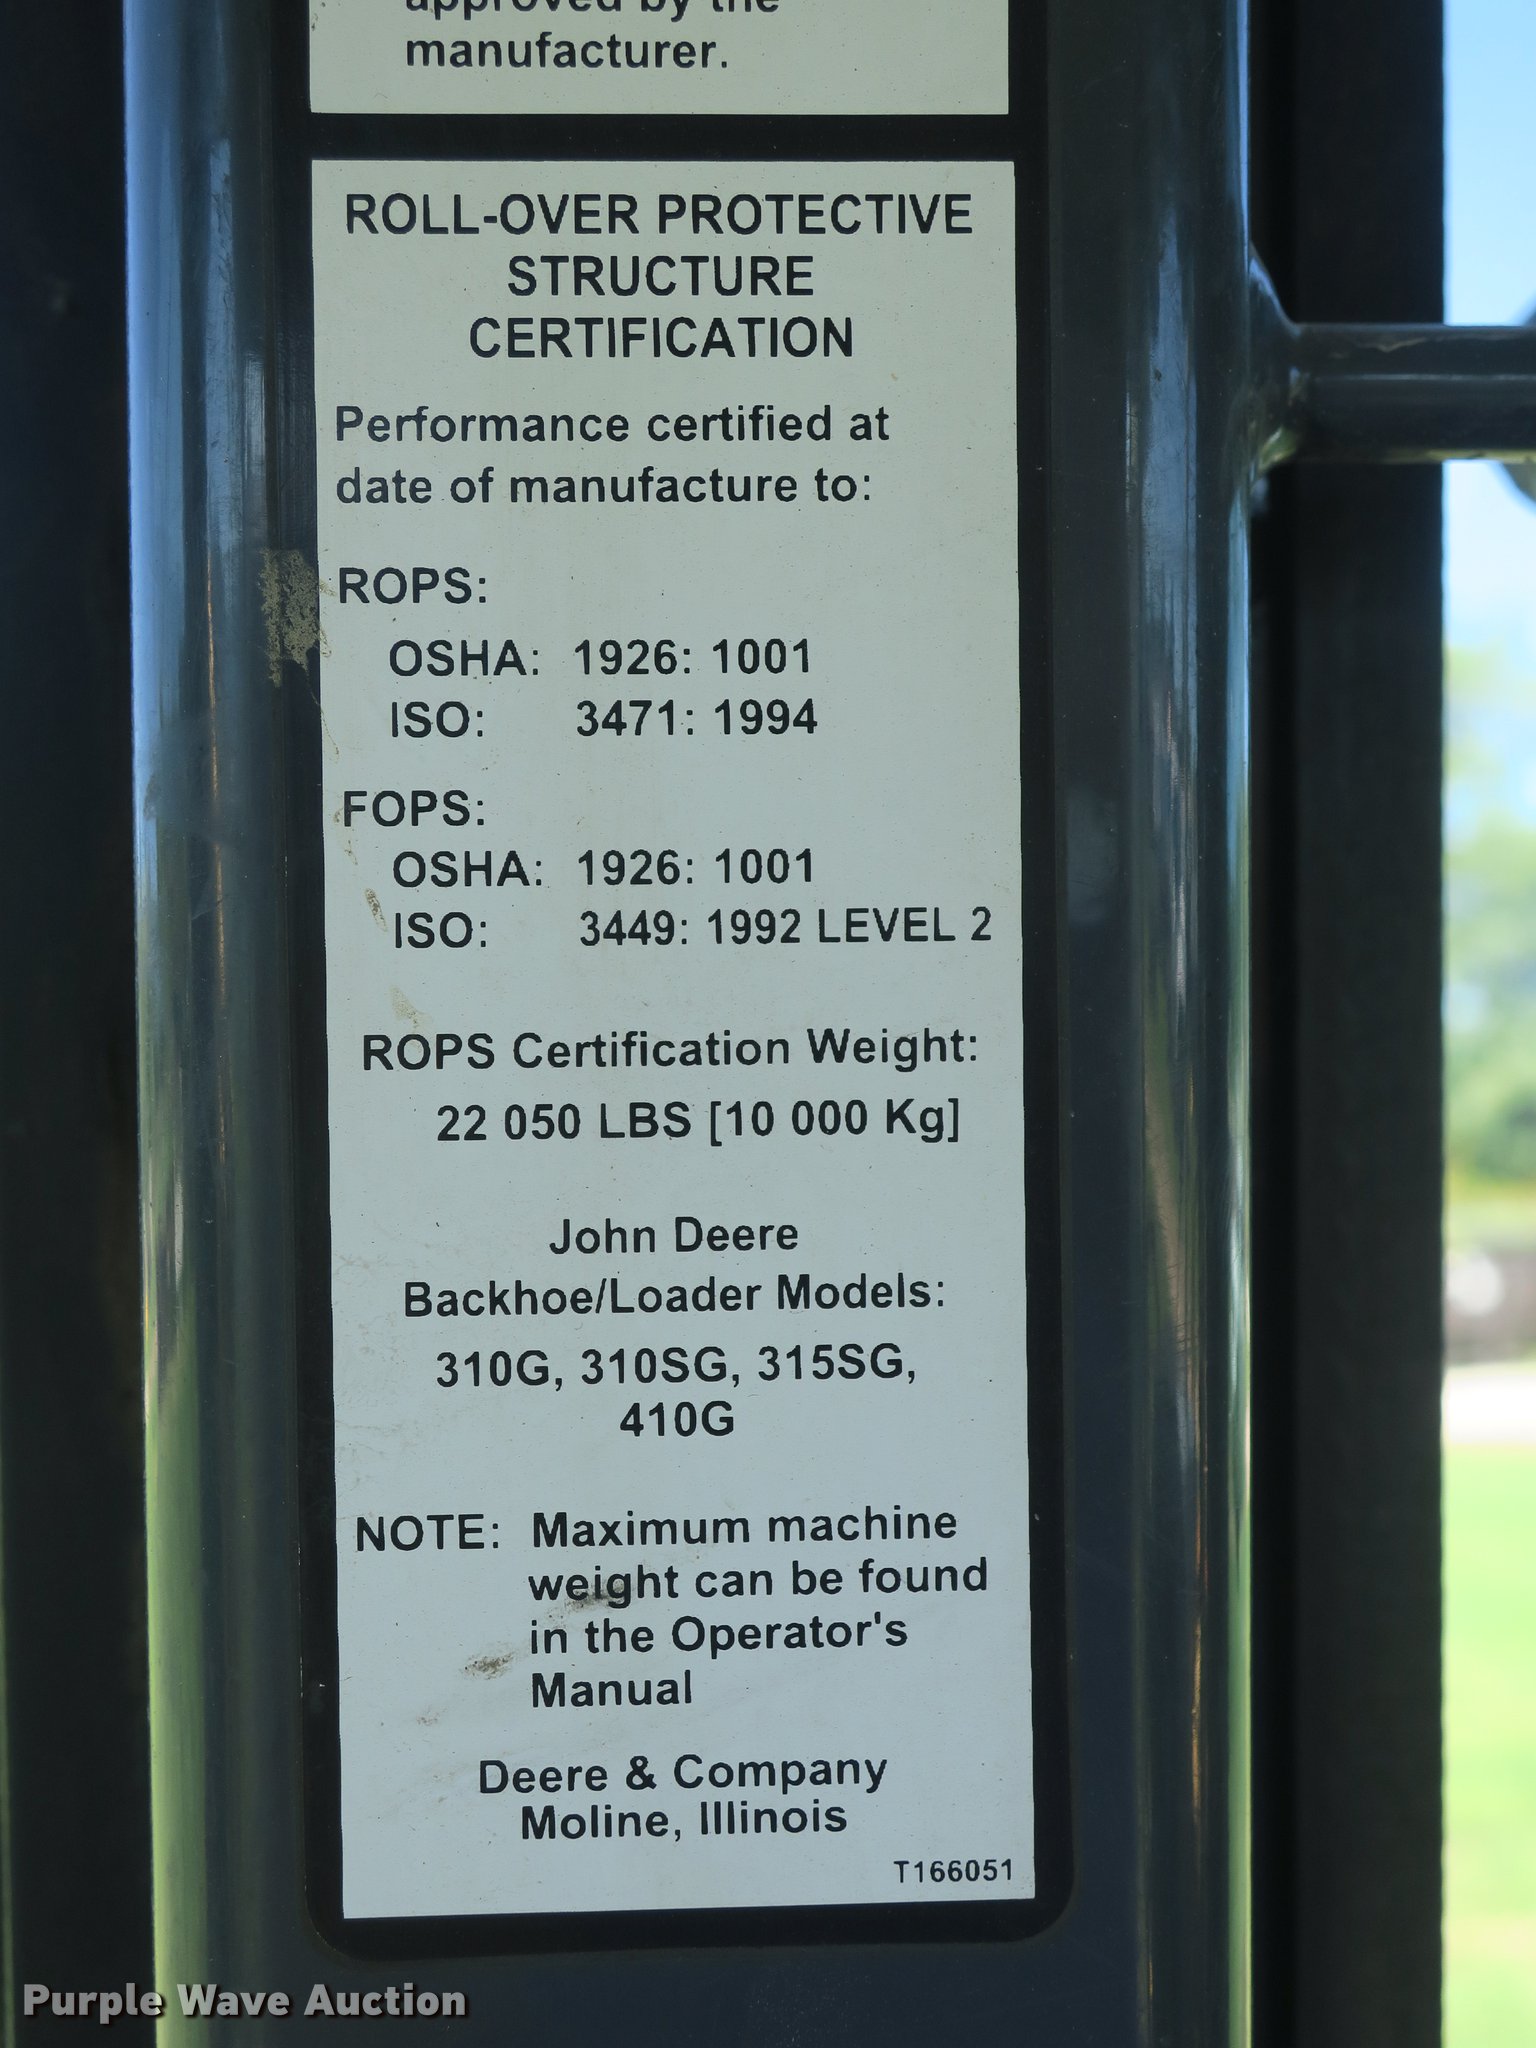 approved by the
manufacturer.
ROLL-OVER PROTECTIVE
STRUCTURE
CERTIFICATION
Performance certified at
date of manufacture to:
ROPS:
OSHA: 1926: 1001
ISO: 3471: 1994
FOPS:
OSHA: 1926: 1001
ISO: 3449: 1992 LEVEL 2
ROPS Certification Weight:
22 050 LBS [10 000 Kg]
John Deere
Backhoe/Loader Models:
310G, 310SG, 315SG,
410G
NOTE: Maximum machine
weight can be found
in the Operator's
Manual
Deere & Company
Moline, Illinois
T166051
Purple Wave Auction